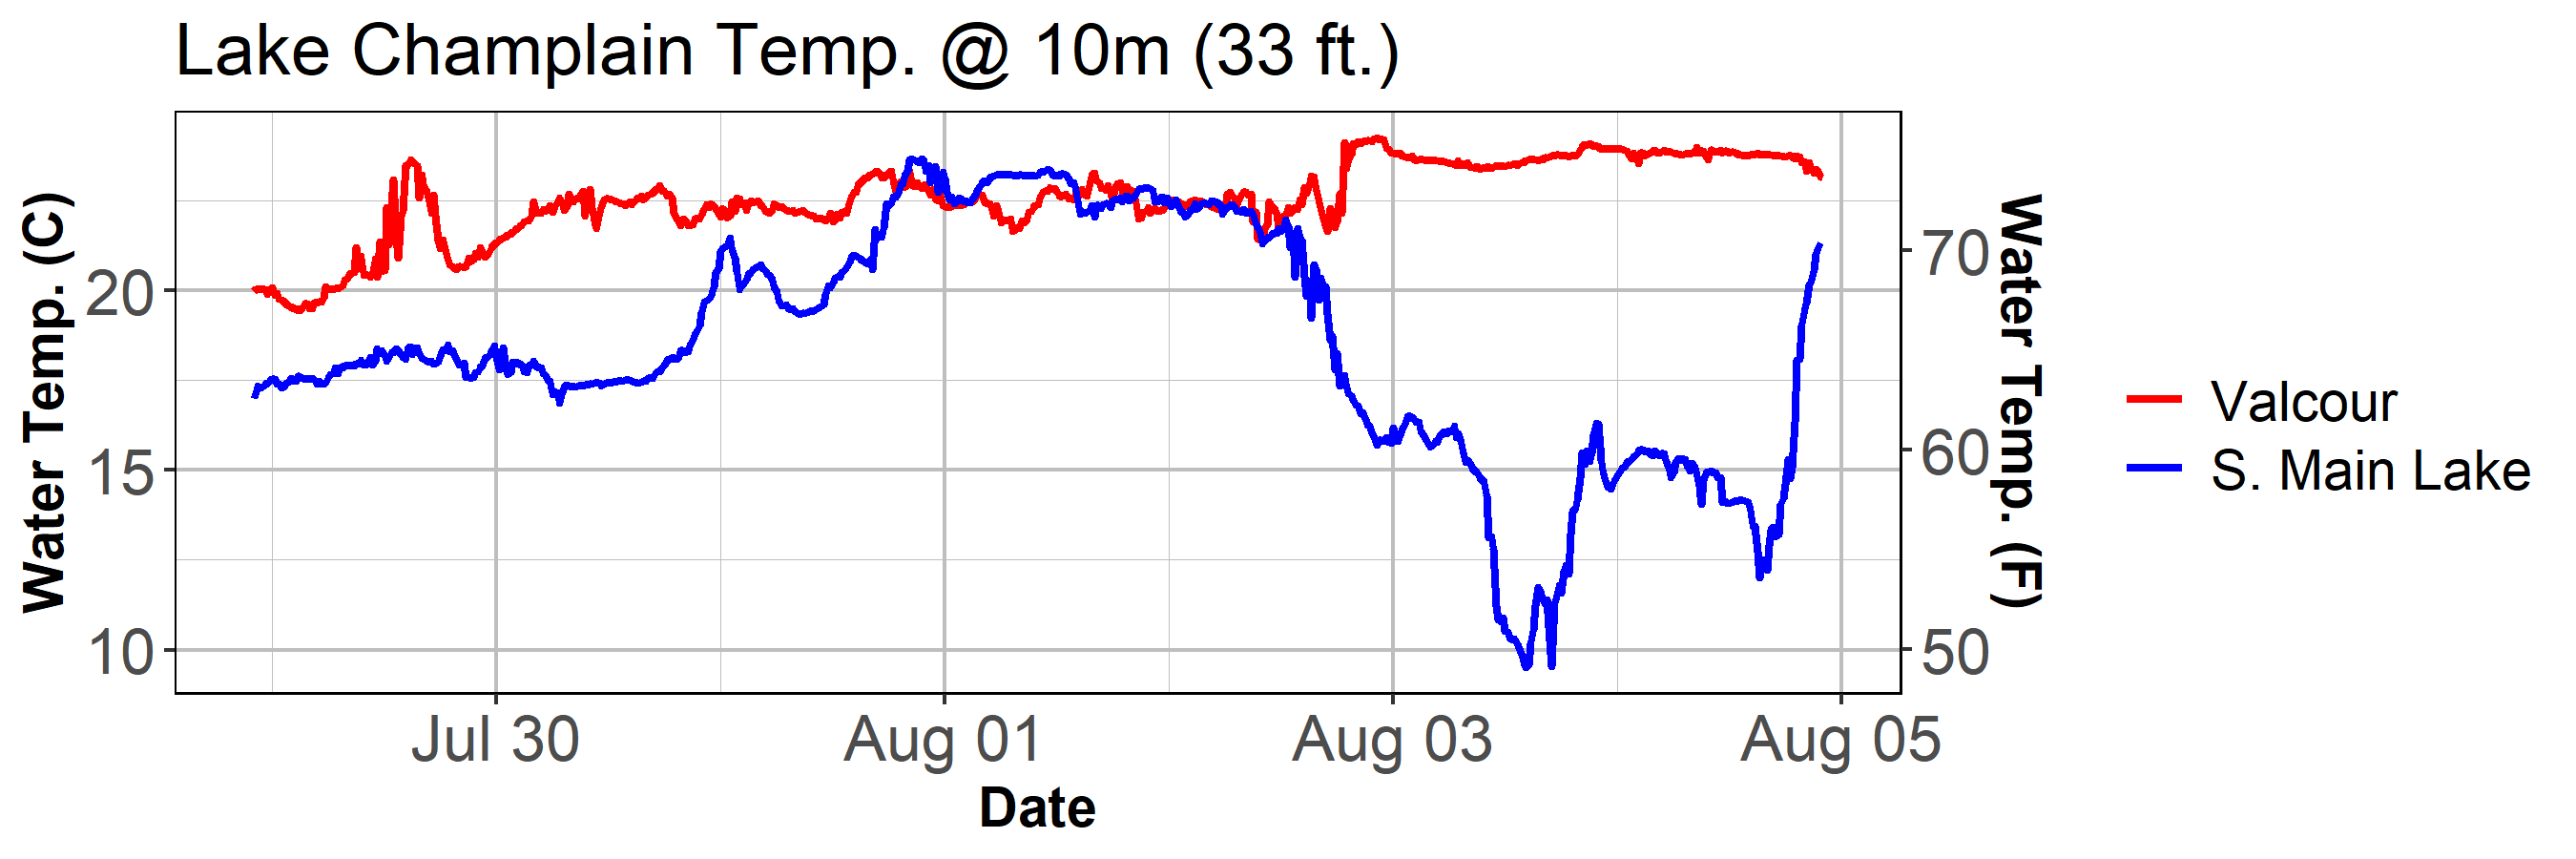 Lake Champlain Temp. @ 10m (33 ft.)
Water Temp. (C)
20
15
10
70
60
50
Water Temp. (F)
Jul 30
Aug 01
Aug 03
Aug 05
Date
Valcour
S. Main Lake